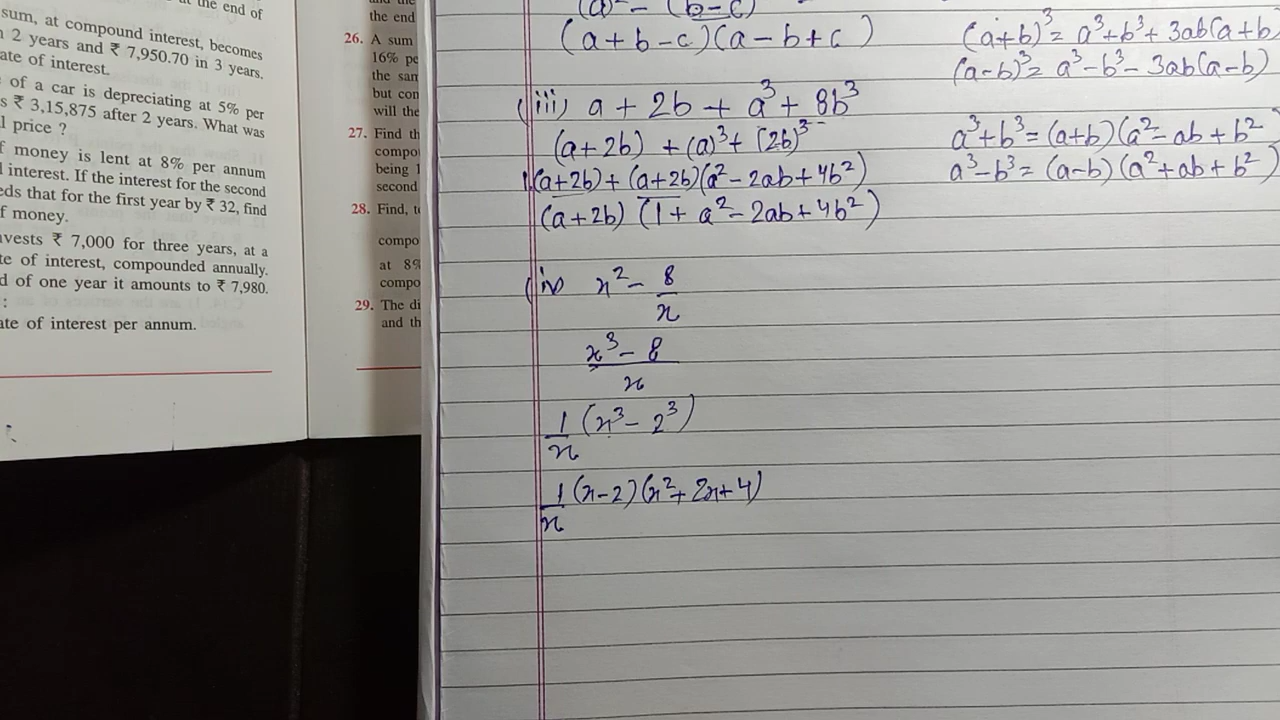 at the end of
sum, at compound interest, becomes
2 years and ₹ 7,950.70 in 3 years.
ate of interest.
of a car is depreciating at 5% per
s ₹ 3,15,875 after 2 years. What was
l price ?
f money is lent at 8% per annum
d interest. If the interest for the second
eds that for the first year by ₹ 32, find
f money.
nvests ₹ 7,000 for three years, at a
te of interest, compounded annually.
d of one year it amounts to ₹ 7,980.
:
ate of interest per annum.
the end
26. A sum
16% pe
the sam
but con
will the
27. Find th
compo
being 1
second
28. Find, t
compo
at 8%
compo
29. The di
and th
(a)² - (b-c)
(a+b-c)(a-b+c)
(iii) a + 2b + a³ + 8b³
(a+2b) + (a)³ + (2b)³
(a+2b) + (a+2b)(a² - 2ab + 4b²)
(a+2b) (1 + a² - 2ab + 4b²)
(iv) x² - 8/x
x³ - 8 / x
1/x (x³ - 2³)
1/x (x-2)(x² + 2x + 4)
(a+b)³ = a³ + b³ + 3ab(a+b
(a-b)³ = a³ - b³ - 3ab(a-b)
a³ + b³ = (a+b)(a² - ab + b²
a³ - b³ = (a-b)(a² + ab + b²)